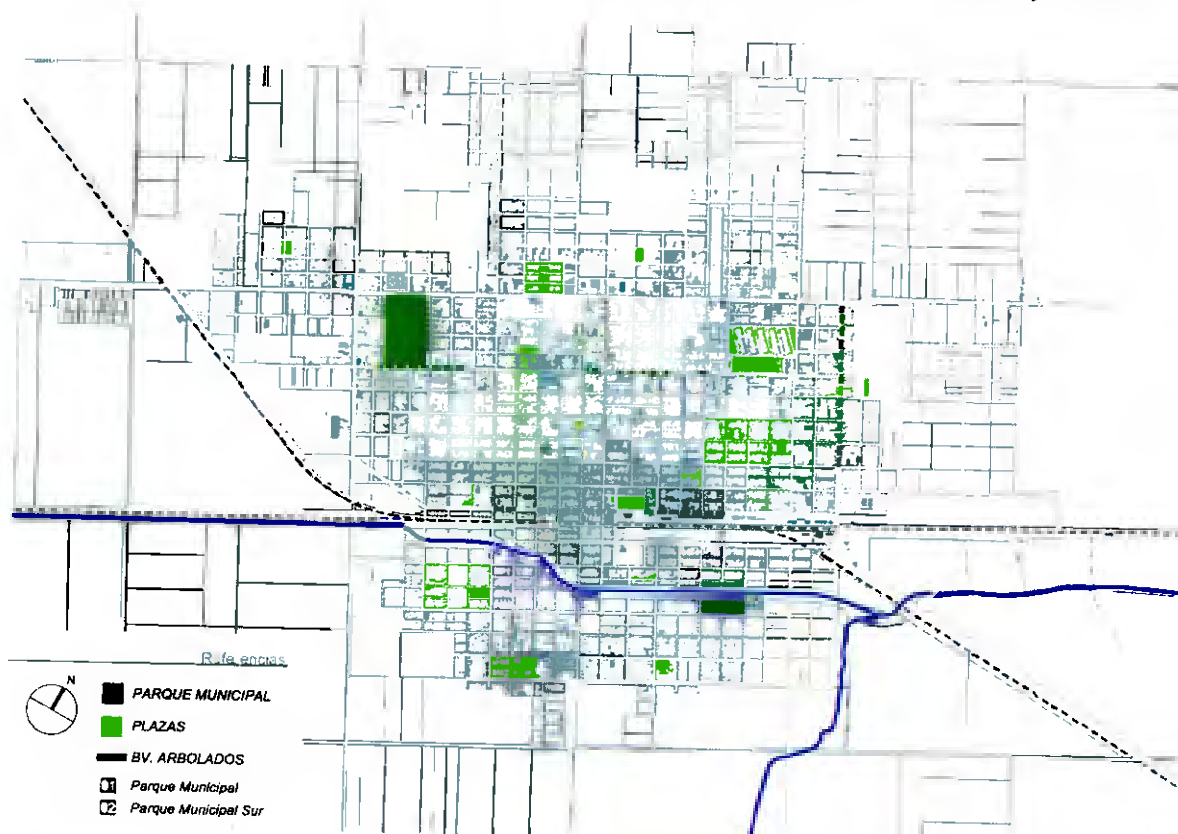 Referencias
N
PARQUE MUNICIPAL
PLAZAS
BV. ARBOLADOS
1 Parque Municipal
2 Parque Municipal Sur